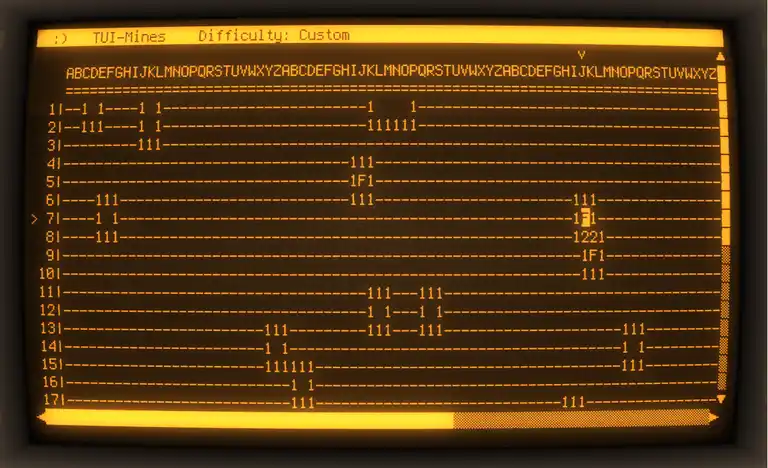 :) TUI-Mines Difficulty: Custom
v
ABCDEFGHIJKLMNOPQRSTUVWXYZABCDEFGHIJKLMNOPQRSTUVWXYZABCDEFGHIJKLMNOPQRSTUVWXYZ
==============================================================================
1|--1 1----1 1------------------------1    1------------------------------------
2|--111----1 1------------------------111111------------------------------------
3|---------111------------------------------------------------------------------
4|----------------------------------111-----------------------------------------
5|----------------------------------1F1-----------------------------------------
6|----111-----------------------------------------------------111---------------
> 7|----1 1-----------------------------------------------------1F1---------------
8|----111-----------------------------------------------------1221--------------
9|-------------------------------------------------------------1F1--------------
10|-------------------------------------------------------------111--------------
11|------------------------------------111---111---------------------------------
12|------------------------------------1 1---1 1---------------------------------
13|------------------------111---------111---111---------------------111---------
14|------------------------1 1---------------------------------------1 1---------
15|------------------------111111------------------------------------111---------
16|---------------------------1 1------------------------------------------------
17|---------------------------111-----------------------------111----------------